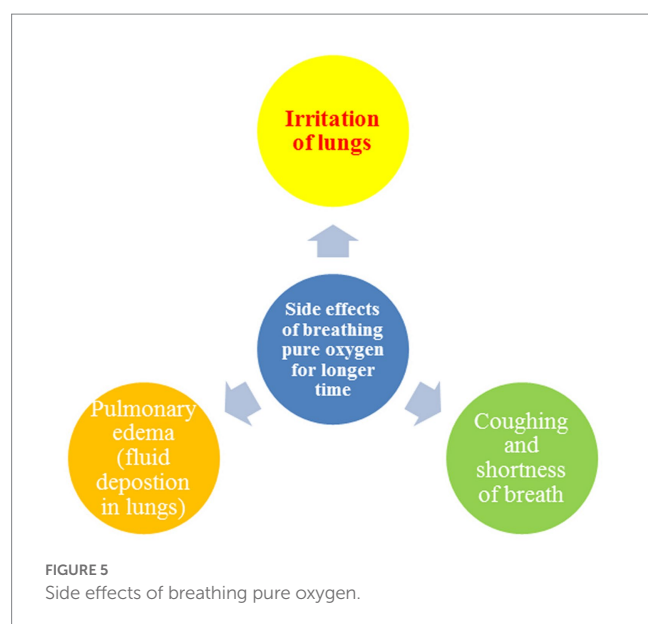 Irritation
of lungs
Side effects
of breathing
pure oxygen
for longer
time
Pulmonary
edema
(fluid
depostion
in lungs)
Coughing
and
shortness
of breath
FIGURE 5
Side effects of breathing pure oxygen.